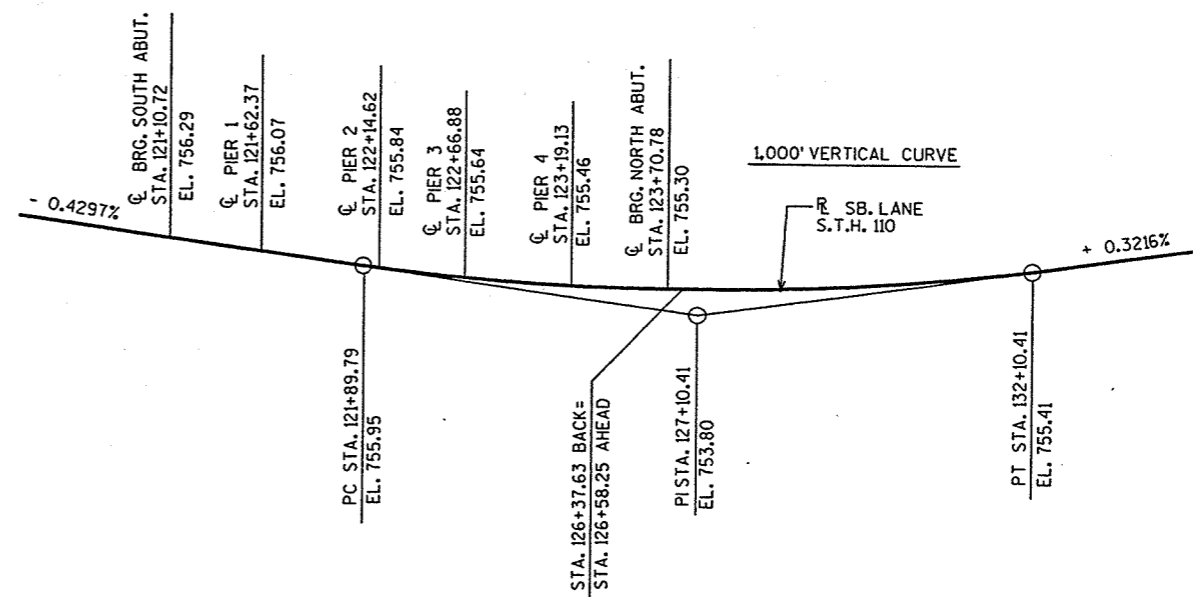 - 0.4297%
℄ BRG. SOUTH ABUT.
STA. 121+10.72
EL. 756.29
℄ PIER 1
STA. 121+62.37
EL. 756.07
℄ PIER 2
STA. 122+14.62
EL. 755.84
℄ PIER 3
STA. 122+66.88
EL. 755.64
℄ PIER 4
STA. 123+19.13
EL. 755.46
℄ BRG. NORTH ABUT.
STA. 123+70.78
EL. 755.30
1,000' VERTICAL CURVE
RL SB. LANE
S.T.H. 110
+ 0.3216%
PC STA. 121+89.79
EL. 755.95
STA. 126+37.63 BACK=
STA. 126+58.25 AHEAD
PI STA. 127+10.41
EL. 753.80
PT STA. 132+10.41
EL. 755.41